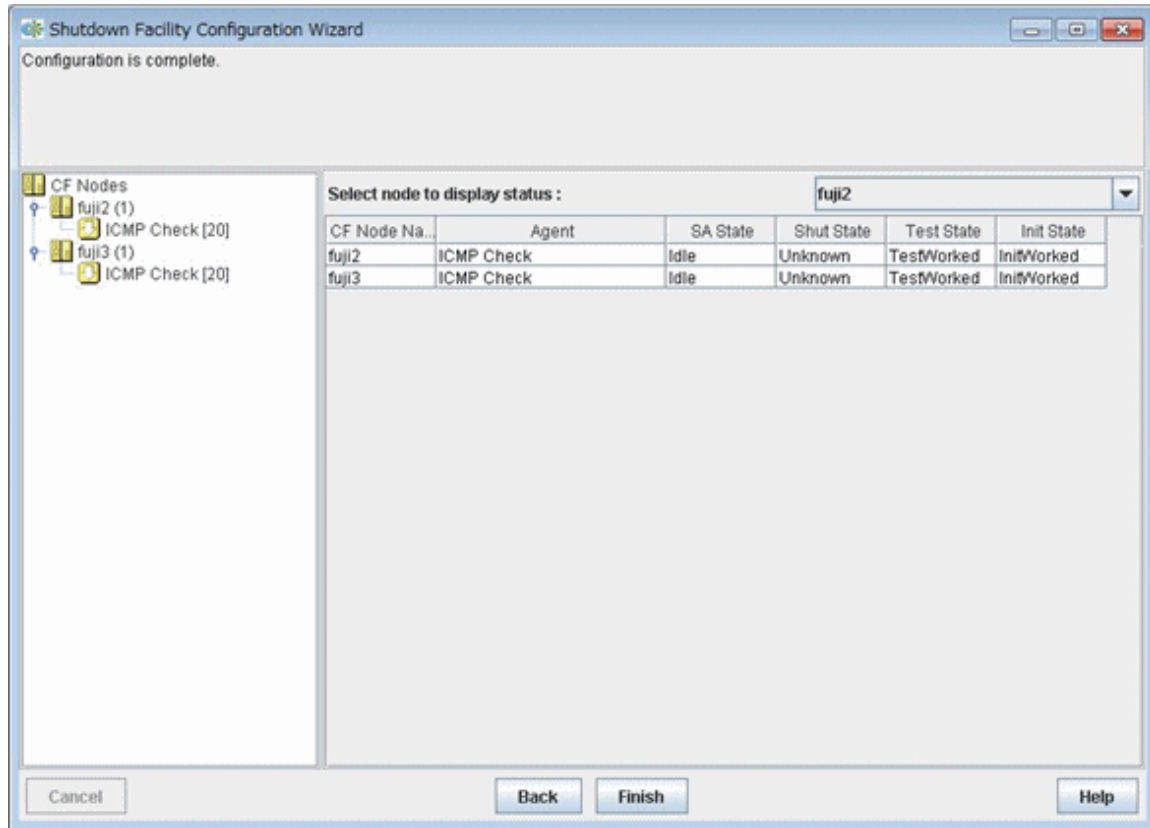 Shutdown Facility Configuration Wizard
Configuration is complete.
CF Nodes
fuji2 (1)
ICMP Check [20]
fuji3 (1)
ICMP Check [20]
Select node to display status : fuji2
CF Node Na... Agent SA State Shut State Test State Init State
fuji2 ICMP Check Idle Unknown TestWorked InitWorked
fuji3 ICMP Check Idle Unknown TestWorked InitWorked
Cancel Back Finish Help